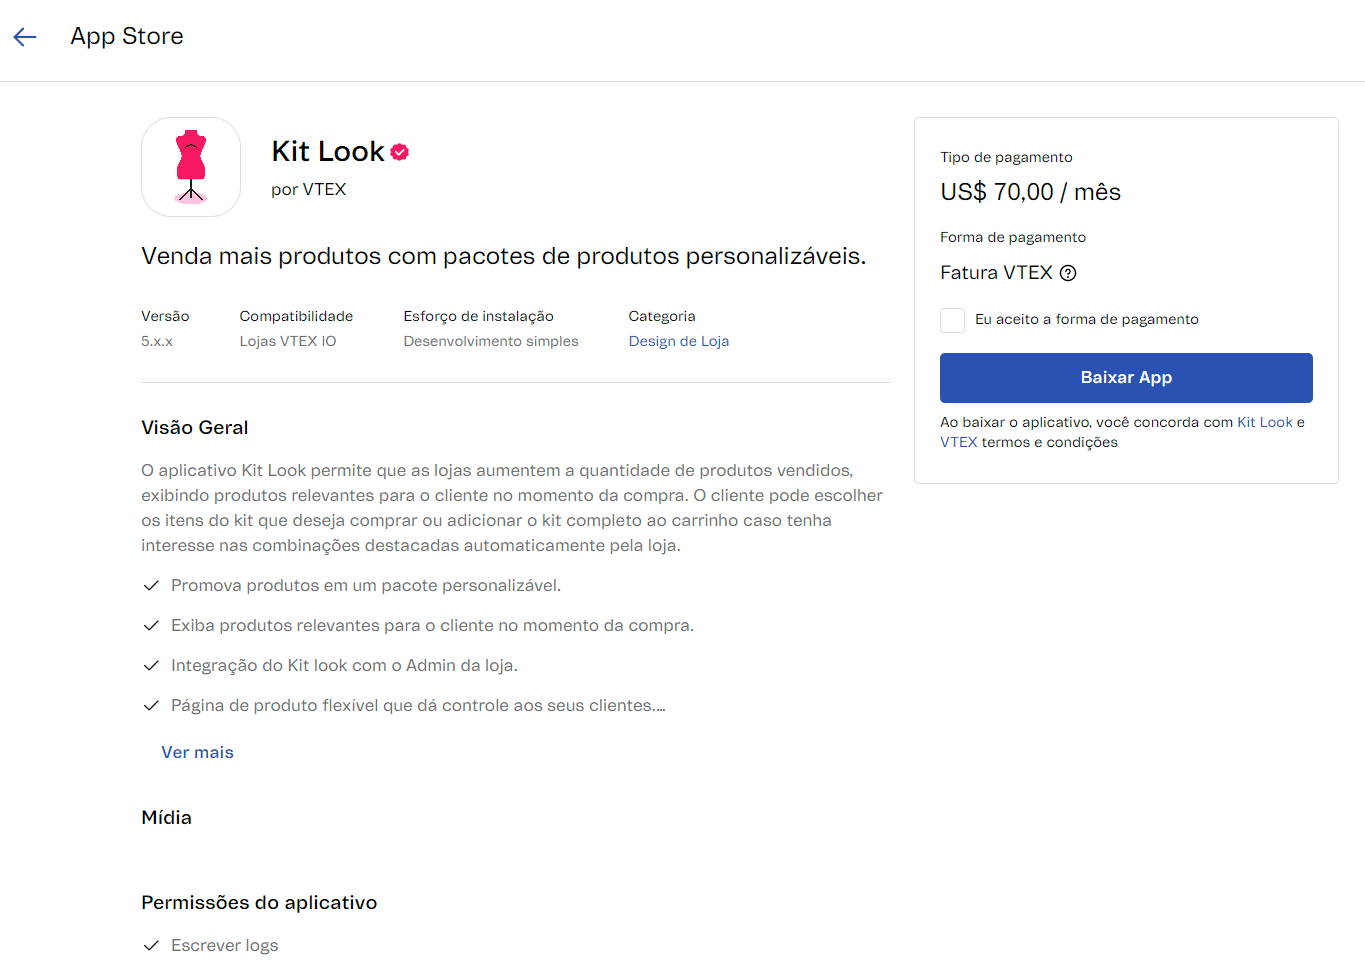 App Store
Kit Look
por VTEX
Venda mais produtos com pacotes de produtos personalizáveis.
Versão
5.x.x
Compatibilidade
Lojas VTEX IO
Esforço de instalação
Desenvolvimento simples
Categoria
Design de Loja
Visão Geral
O aplicativo Kit Look permite que as lojas aumentem a quantidade de produtos vendidos,
exibindo produtos relevantes para o cliente no momento da compra. O cliente pode escolher
os itens do kit que deseja comprar ou adicionar o kit completo ao carrinho caso tenha
interesse nas combinações destacadas automaticamente pela loja.
Promova produtos em um pacote personalizável.
Exiba produtos relevantes para o cliente no momento da compra.
Integração do Kit look com o Admin da loja.
Página de produto flexível que dá controle aos seus clientes....
Ver mais
Mídia
Permissões do aplicativo
Escrever logs
Tipo de pagamento
US$ 70,00 / mês
Forma de pagamento
Fatura VTEX
Eu aceito a forma de pagamento
Baixar App
Ao baixar o aplicativo, você concorda com Kit Look e
VTEX termos e condições